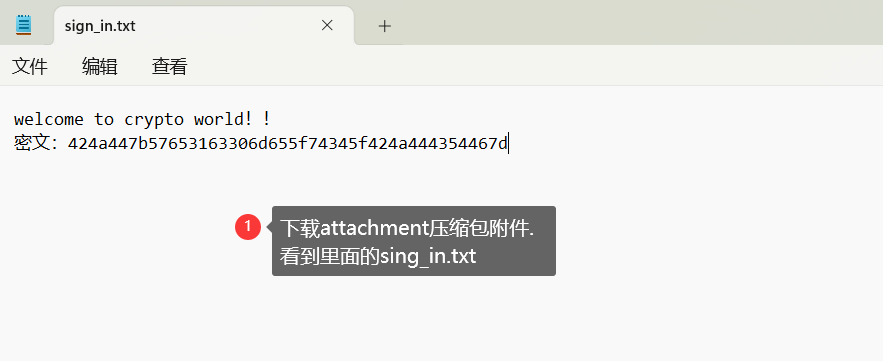 sign_in.txt
文件 编辑 查看
welcome to crypto world！！
密文：424a447b57653163306d655f74345f424a444354467d
1
下载attachment压缩包附件.
看到里面的sing_in.txt